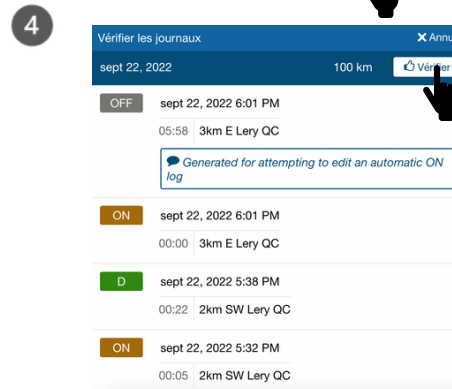 4
Vérifier les journaux
X Annu
sept 22, 2022 100 km Vérifier
OFF sept 22, 2022 6:01 PM
05:58 3km E Lery QC
Generated for attempting to edit an automatic ON
log
ON sept 22, 2022 6:01 PM
00:00 3km E Lery QC
D sept 22, 2022 5:38 PM
00:22 2km SW Lery QC
ON sept 22, 2022 5:32 PM
00:05 2km SW Lery QC